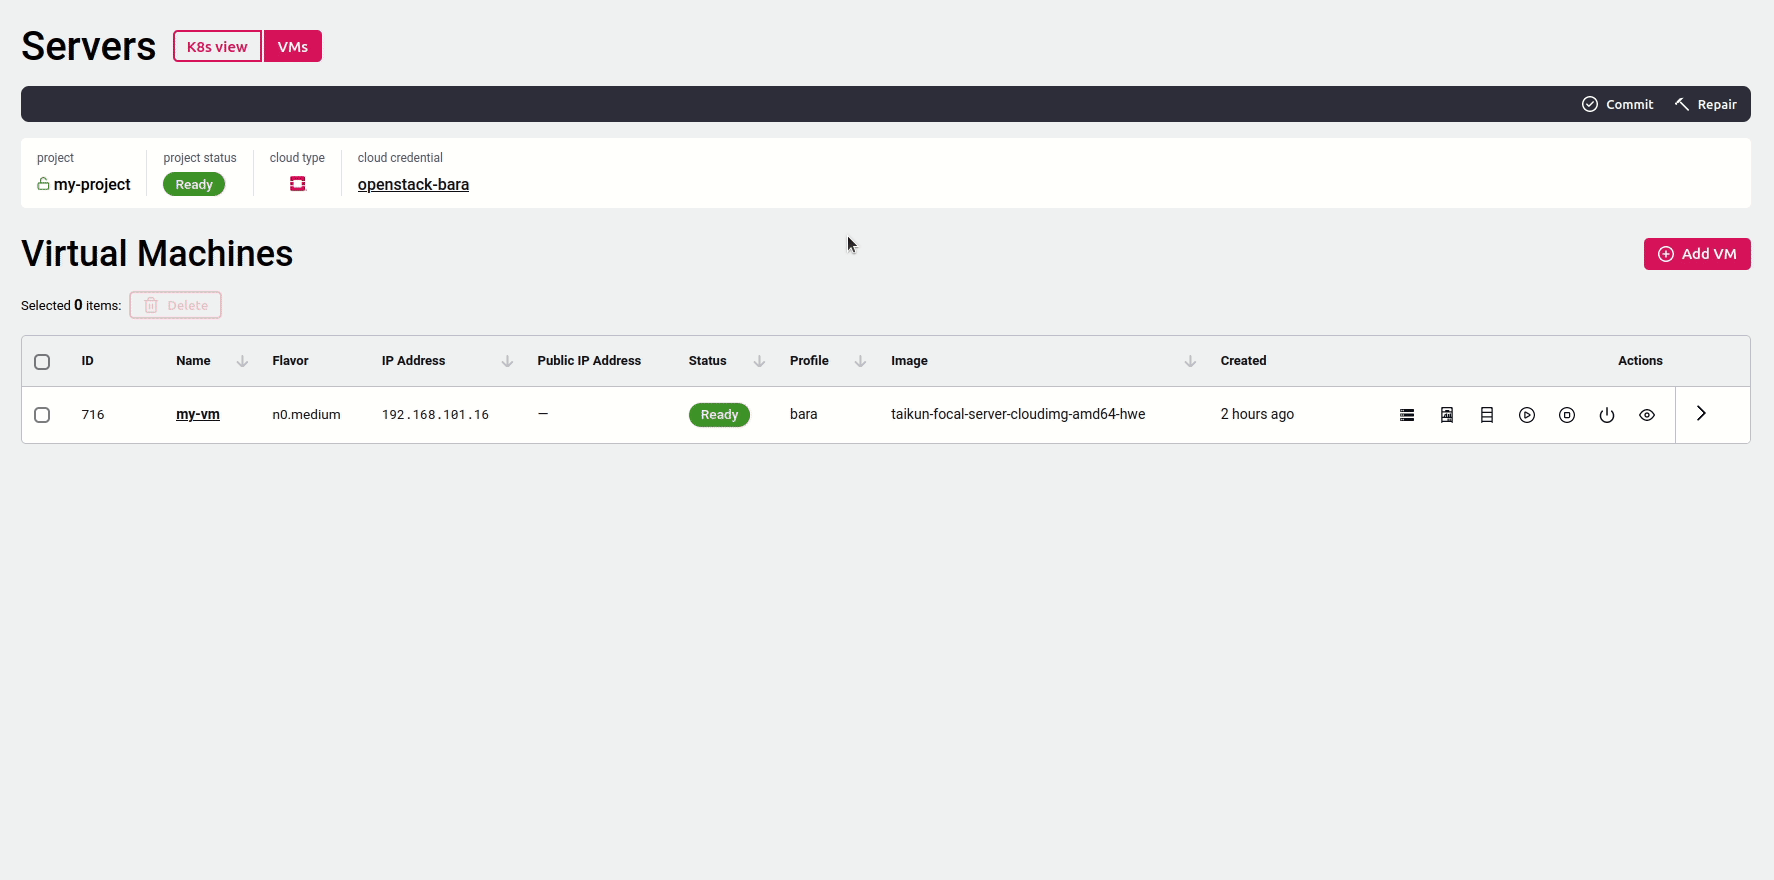 Servers K8s view VMs
Commit Repair
project project status cloud type cloud credential
my-project Ready openstack-bara
Virtual Machines Add VM
Selected 0 items: Delete
ID Name Flavor IP Address Public IP Address Status Profile Image Created Actions
716 my-vm n0.medium 192.168.101.16 — Ready bara taikun-focal-server-cloudimg-amd64-hwe 2 hours ago